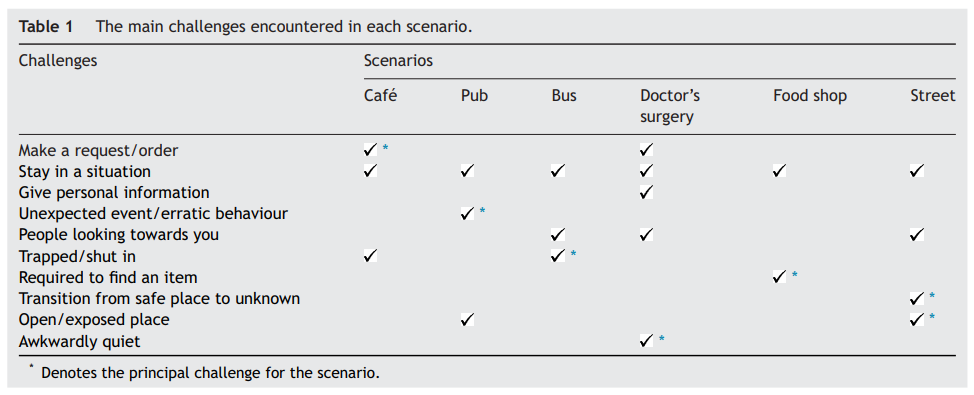 Table 1 The main challenges encountered in each scenario.
Challenges Scenarios
Café Pub Bus Doctor's surgery Food shop Street
Make a request/order ✓ * ✓
Stay in a situation ✓ ✓ ✓ ✓ ✓ ✓
Give personal information ✓
Unexpected event/erratic behaviour ✓ *
People looking towards you ✓ ✓ ✓
Trapped/shut in ✓ ✓ *
Required to find an item ✓ *
Transition from safe place to unknown ✓ *
Open/exposed place ✓ ✓ *
Awkwardly quiet ✓ *
* Denotes the principal challenge for the scenario.